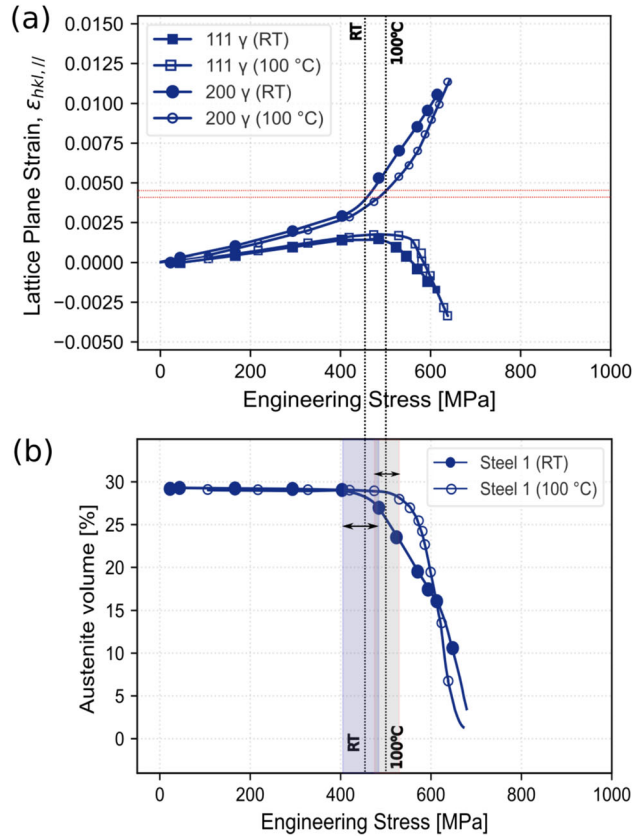 (a)
0.0150
0.0125
0.0100
0.0075
0.0050
0.0025
0.0000
−0.0025
−0.0050
Lattice Plane Strain, εhkl,//
111 γ (RT)
111 γ (100 °C)
200 γ (RT)
200 γ (100 °C)
RT
100°C
0 200 400 600 800 1000
Engineering Stress [MPa]
(b)
30
25
20
15
10
5
0
Austenite volume [%]
Steel 1 (RT)
Steel 1 (100 °C)
RT
100°C
0 200 400 600 800 1000
Engineering Stress [MPa]